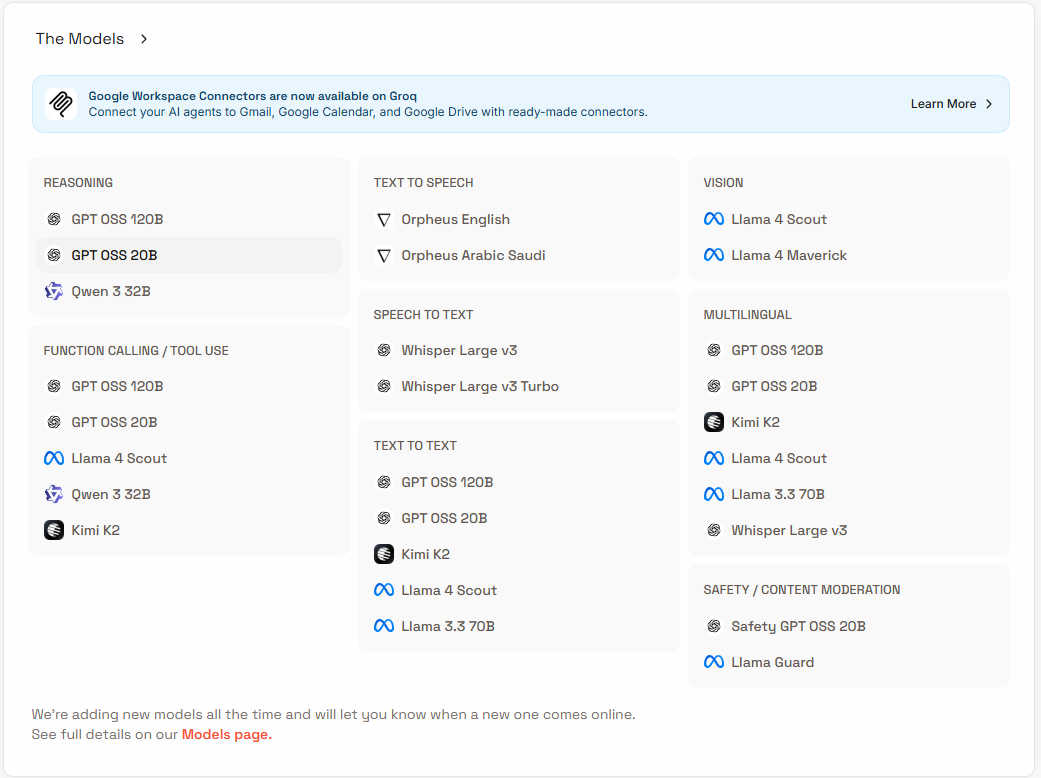 The Models
Google Workspace Connectors are now available on Groq
Connect your AI agents to Gmail, Google Calendar, and Google Drive with ready-made connectors.
Learn More
REASONING
GPT OSS 120B
GPT OSS 20B
Qwen 3 32B
FUNCTION CALLING / TOOL USE
GPT OSS 120B
GPT OSS 20B
Llama 4 Scout
Qwen 3 32B
Kimi K2
TEXT TO SPEECH
Orpheus English
Orpheus Arabic Saudi
SPEECH TO TEXT
Whisper Large v3
Whisper Large v3 Turbo
TEXT TO TEXT
GPT OSS 120B
GPT OSS 20B
Kimi K2
Llama 4 Scout
Llama 3.3 70B
VISION
Llama 4 Scout
Llama 4 Maverick
MULTILINGUAL
GPT OSS 120B
GPT OSS 20B
Kimi K2
Llama 4 Scout
Llama 3.3 70B
Whisper Large v3
SAFETY / CONTENT MODERATION
Safety GPT OSS 20B
Llama Guard
We're adding new models all the time and will let you know when a new one comes online.
See full details on our Models page.